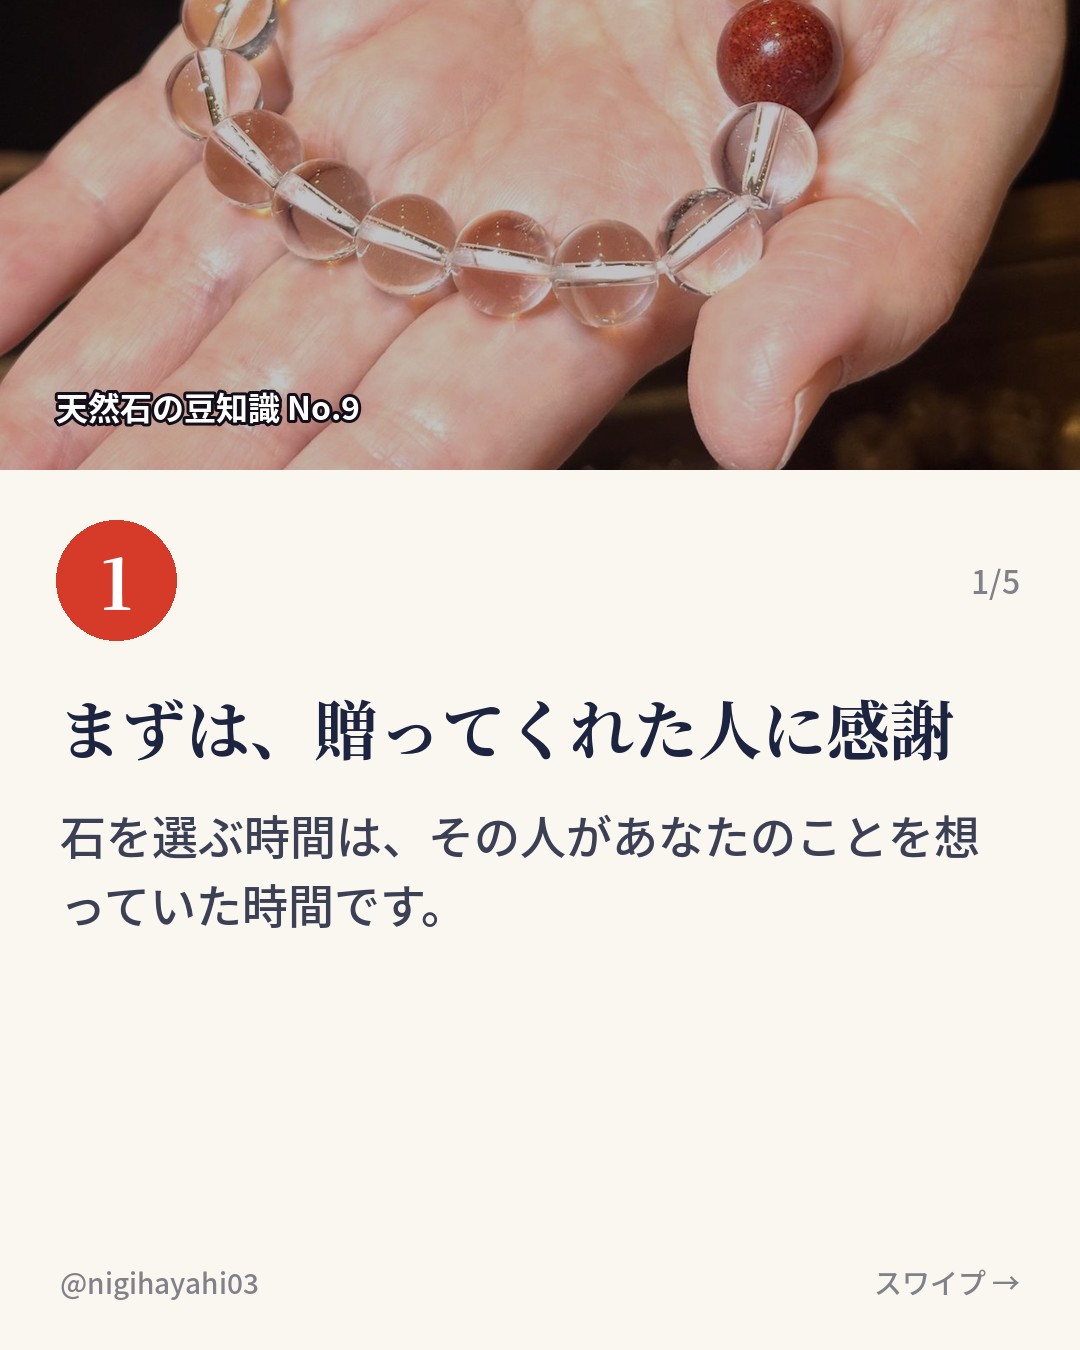 天然石の豆知識 No.9
1
1/5
まずは、贈ってくれた人に感謝
石を選ぶ時間は、その人があなたのことを想
っていた時間です。
@nigihayahi03
スワイプ →